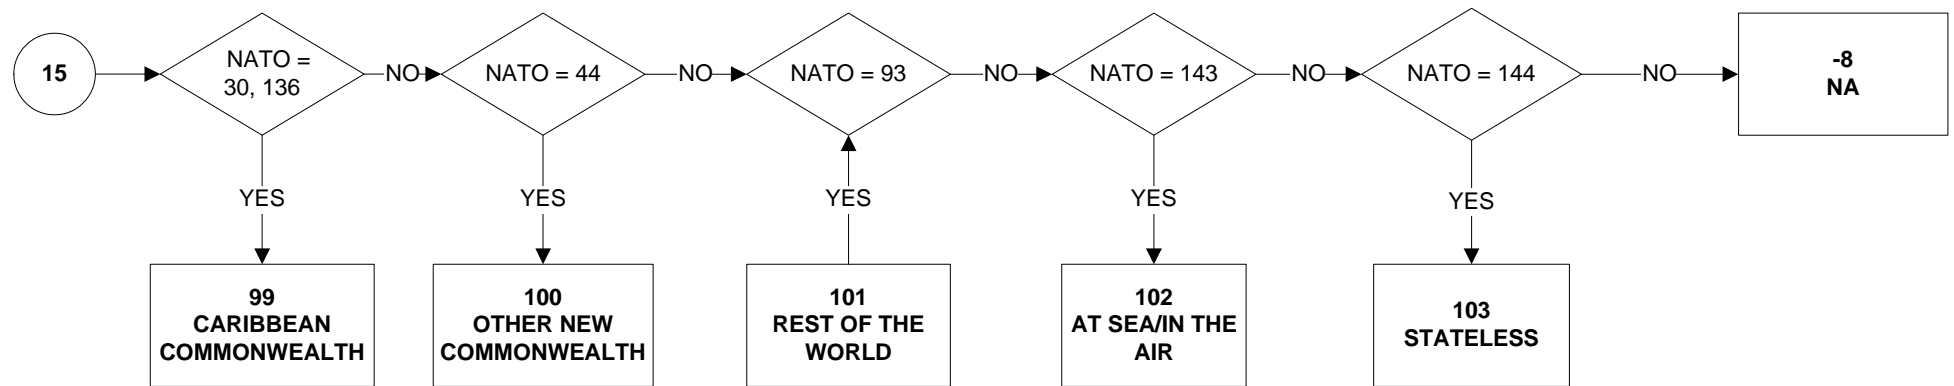 15
NATO =
30, 136
NO
NATO = 44
NO
NATO = 93
NO
NATO = 143
NO
NATO = 144
NO
-8
NA
YES
YES
YES
YES
YES
99
CARIBBEAN
COMMONWEALTH
100
OTHER NEW
COMMONWEALTH
101
REST OF THE
WORLD
102
AT SEA/IN THE
AIR
103
STATELESS